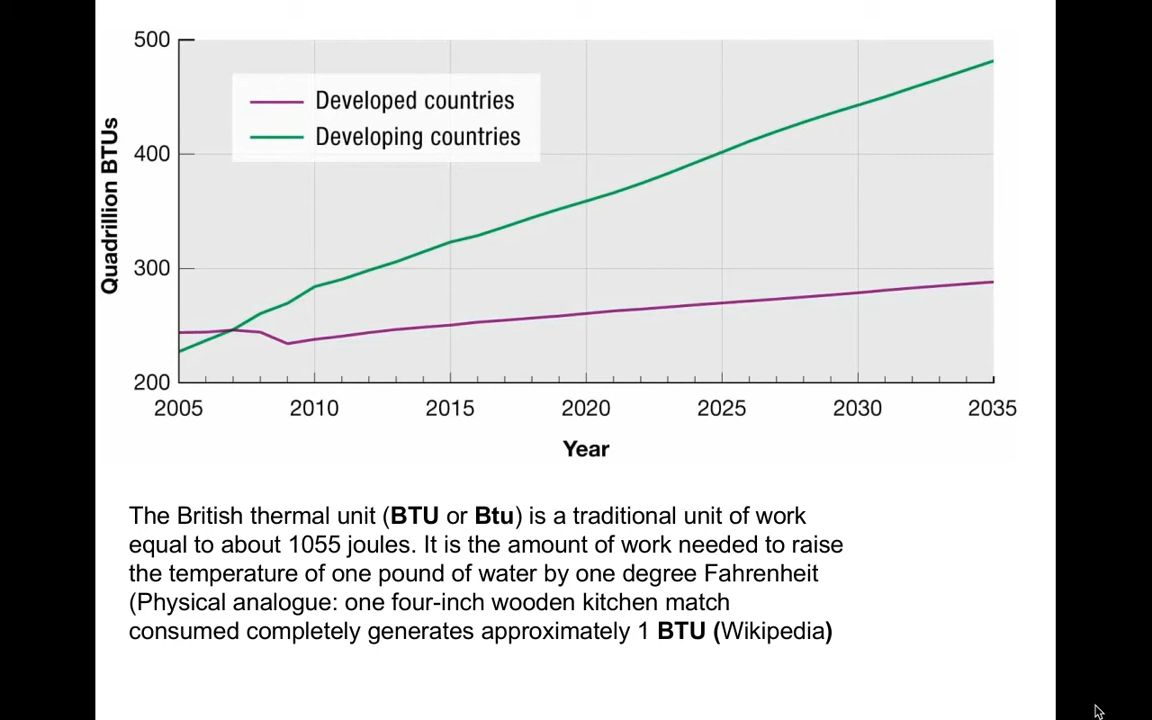 500
Developed countries
Developing countries
400
Quadrillion BTUs
300
200
2005 2010 2015 2020 2025 2030 2035
Year
The British thermal unit (BTU or Btu) is a traditional unit of work
equal to about 1055 joules. It is the amount of work needed to raise
the temperature of one pound of water by one degree Fahrenheit
(Physical analogue: one four-inch wooden kitchen match
consumed completely generates approximately 1 BTU (Wikipedia)